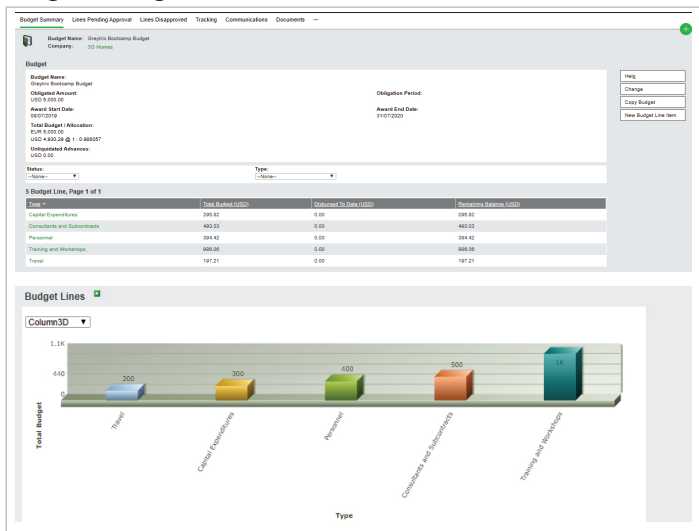 Budget Summary Lines Pending Approval Lines Disapproved Tracking Communications Documents ···
Budget Name: Greytrix Bootcamp Budget
Company: 3G Homes
Budget
Budget Name:
Greytrix Bootcamp Budget
Obligated Amount: Obligation Period:
USD 5,000.00
Award Start Date: Award End Date:
08/07/2019 31/07/2020
Total Budget / Allocation:
EUR 5,000.00
USD 4,930.29 @ 1 : 0.986057
Unliquidated Advances:
USD 0.00
Help
Change
Copy Budget
New Budget Line Item
Status: Type:
--None-- --None--
5 Budget Line, Page 1 of 1
Type Total Budget (USD) Disbursed To Date (USD) Remaining Balance (USD)
Capital Expenditures 295.82 0.00 295.82
Consultants and Subcontracts 493.03 0.00 493.03
Personnel 394.42 0.00 394.42
Training and Workshops 986.06 0.00 986.06
Travel 197.21 0.00 197.21
Budget Lines
Column3D
1.1K
440
0
Total Budget
200
300
400
500
1K
Travel
Capital Expenditures
Personnel
Consultants and Subcontracts
Training and Workshops
Type